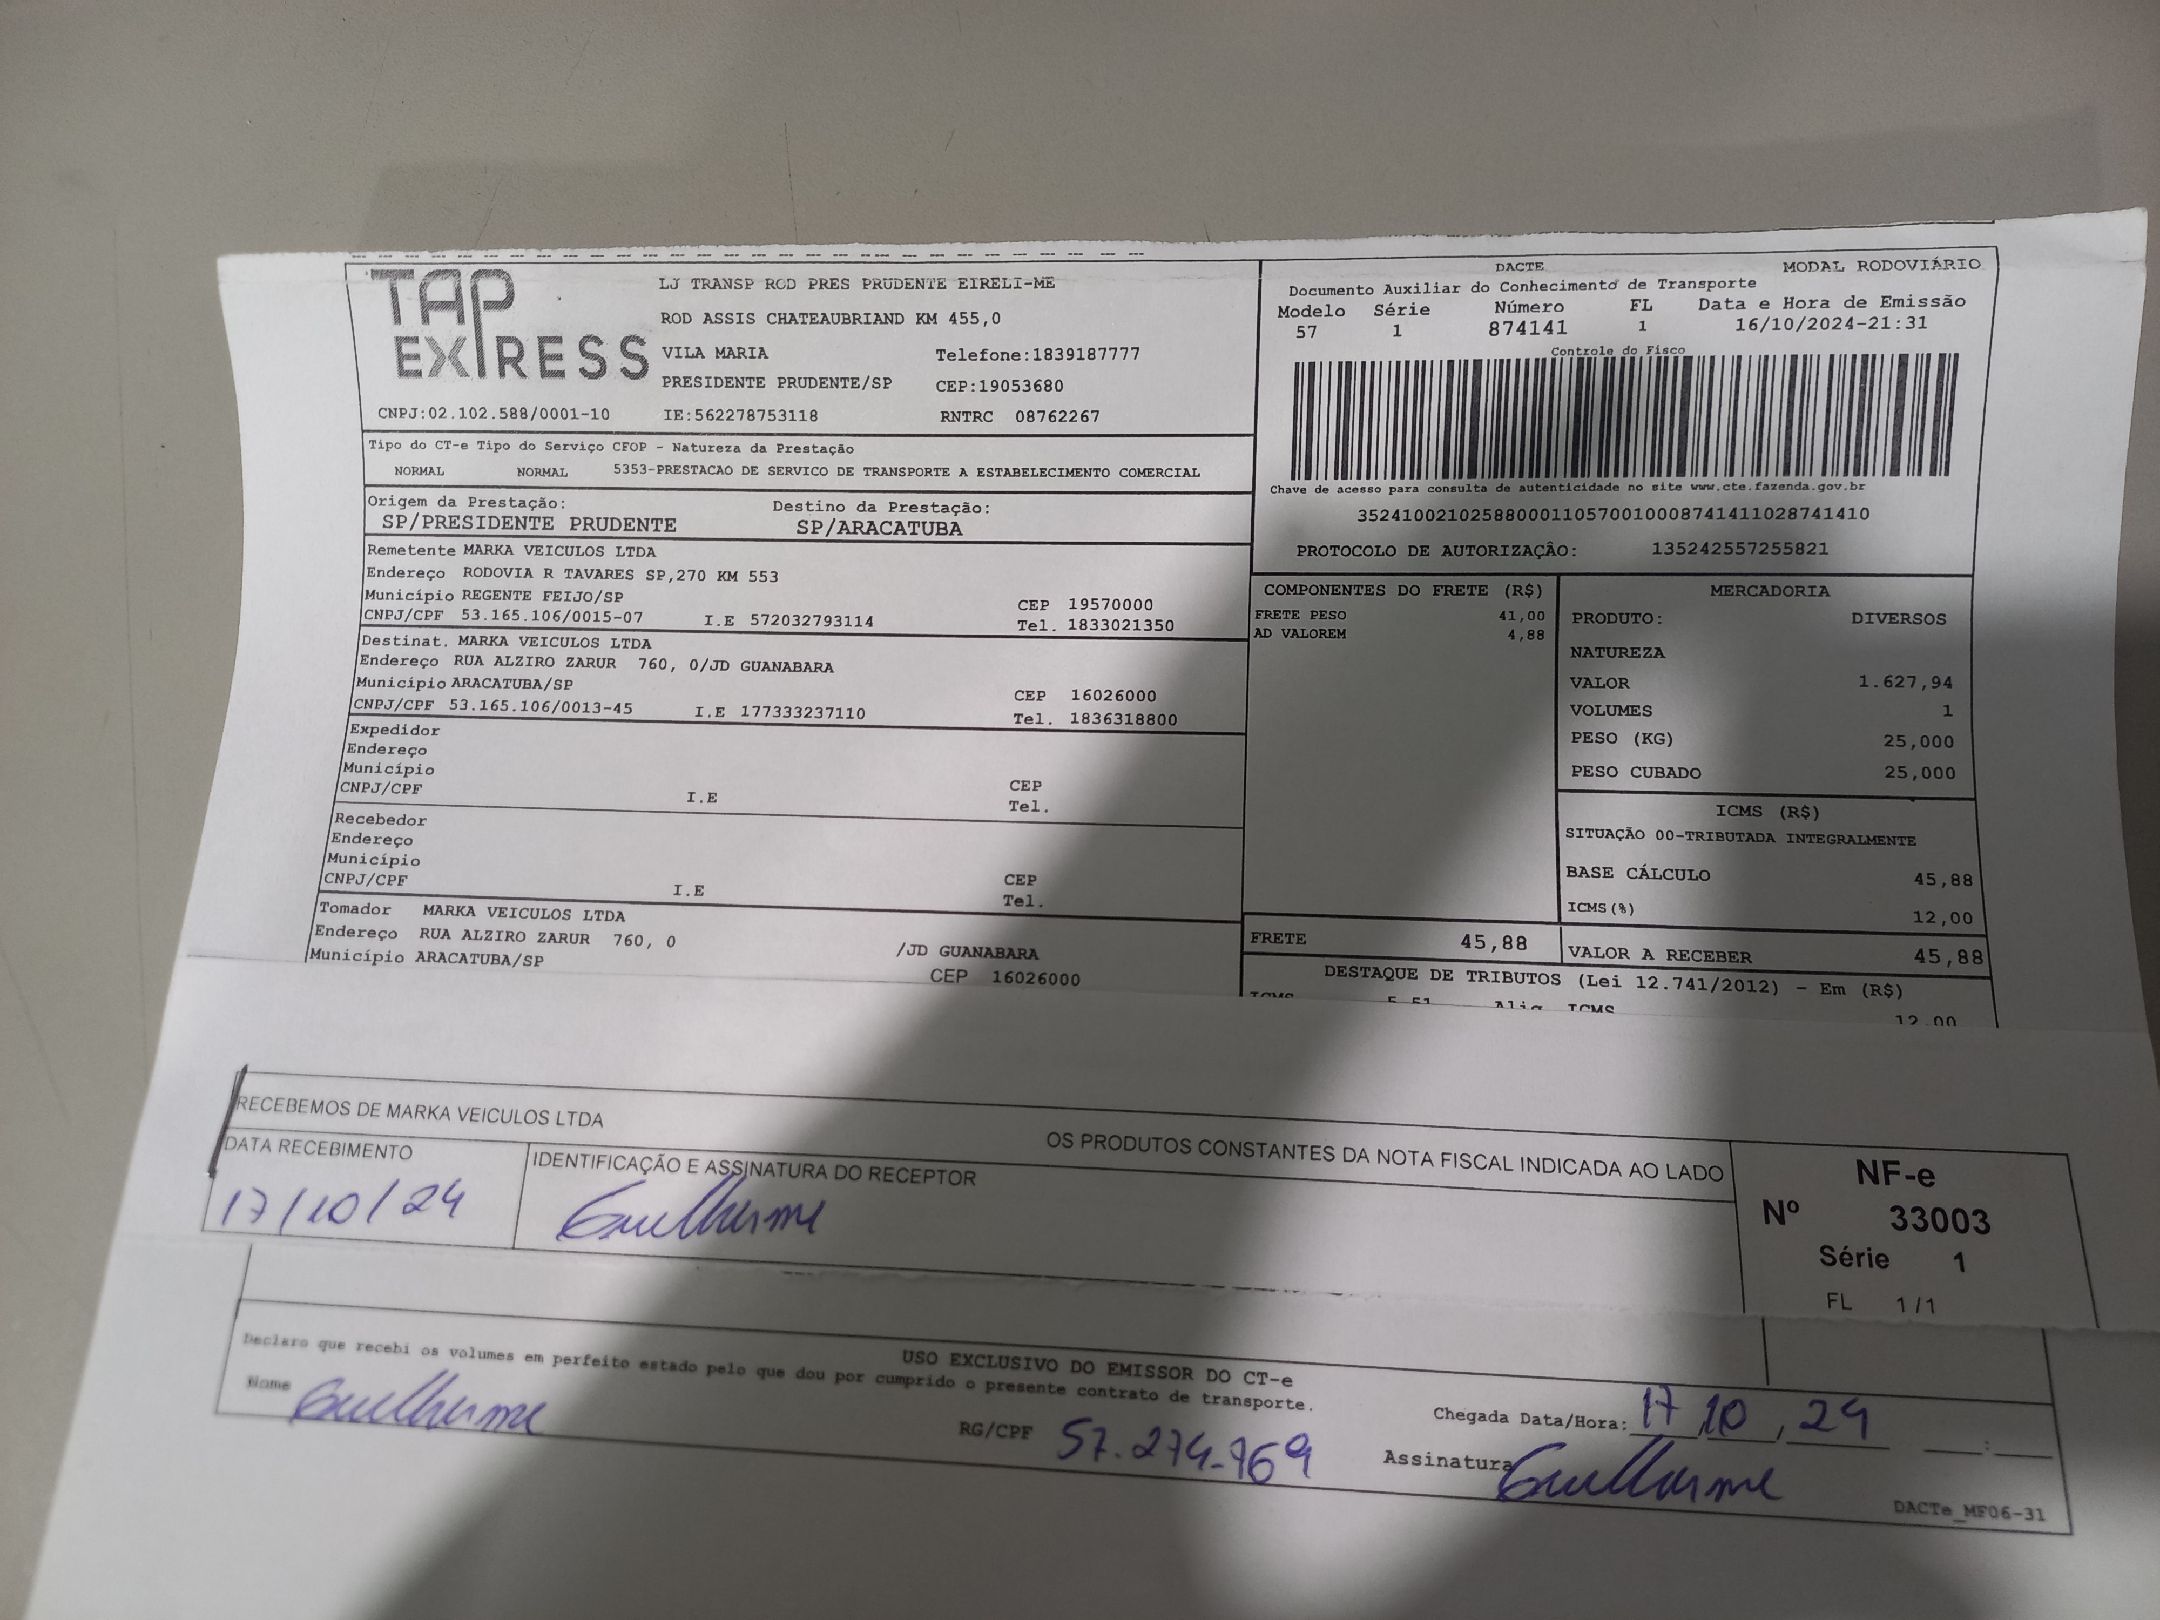 TAP EXPRESS
LJ TRANSP ROD PRES PRUDENTE EIRELI-ME
ROD ASSIS CHATEAUBRIAND KM 455,0
VILA MARIA Telefone:1839187777
PRESIDENTE PRUDENTE/SP CEP:19053680
CNPJ:02.102.588/0001-10 IE:562278753118 RNTRC 08762267
DACTE MODAL RODOVIÁRIO
Documento Auxiliar do Conhecimento de Transporte
Modelo Série Número FL Data e Hora de Emissão
57 1 874141 1 16/10/2024-21:31
Controle do Fisco
Chave de acesso para consulta de autenticidade no site www.cte.fazenda.gov.br
35241002102588000110570010008741411028741410
PROTOCOLO DE AUTORIZAÇÃO: 135242557255821
Tipo do CT-e Tipo do Serviço CFOP - Natureza da Prestação
NORMAL NORMAL 5353-PRESTACAO DE SERVICO DE TRANSPORTE A ESTABELECIMENTO COMERCIAL
Origem da Prestação: Destino da Prestação:
SP/PRESIDENTE PRUDENTE SP/ARACATUBA
Remetente MARKA VEICULOS LTDA
Endereço RODOVIA R TAVARES SP,270 KM 553
Município REGENTE FEIJO/SP CEP 19570000
CNPJ/CPF 53.165.106/0015-07 I.E 572032793114 Tel. 1833021350
Destinat. MARKA VEICULOS LTDA
Endereço RUA ALZIRO ZARUR 760, 0/JD GUANABARA
Município ARACATUBA/SP CEP 16026000
CNPJ/CPF 53.165.106/0013-45 I.E 177333237110 Tel. 1836318800
Expedidor
Endereço
Município CEP
CNPJ/CPF I.E Tel.
Recebedor
Endereço
Município CEP
CNPJ/CPF I.E Tel.
Tomador MARKA VEICULOS LTDA
Endereço RUA ALZIRO ZARUR 760, 0 /JD GUANABARA
Município ARACATUBA/SP CEP 16026000
COMPONENTES DO FRETE (R$)
FRETE PESO 41,00
AD VALOREM 4,88
MERCADORIA
PRODUTO: DIVERSOS
NATUREZA
VALOR 1.627,94
VOLUMES 1
PESO (KG) 25,000
PESO CUBADO 25,000
ICMS (R$)
SITUAÇÃO 00-TRIBUTADA INTEGRALMENTE
BASE CÁLCULO 45,88
ICMS(%) 12,00
FRETE 45,88 VALOR A RECEBER 45,88
DESTAQUE DE TRIBUTOS (Lei 12.741/2012) - Em (R$)
ICMS 5,51 Aliq ICMS 12,00
RECEBEMOS DE MARKA VEICULOS LTDA OS PRODUTOS CONSTANTES DA NOTA FISCAL INDICADA AO LADO
DATA RECEBIMENTO IDENTIFICAÇÃO E ASSINATURA DO RECEPTOR
17/10/24 Guilherme
NF-e
Nº 33003
Série 1
FL 1/1
USO EXCLUSIVO DO EMISSOR DO CT-e
Declaro que recebi os volumes em perfeito estado pelo que dou por cumprido o presente contrato de transporte.
Nome Guilherme RG/CPF 57.274-769 Chegada Data/Hora: 17 10 , 24 :
Assinatura Guilherme
DACTe_MF06-31